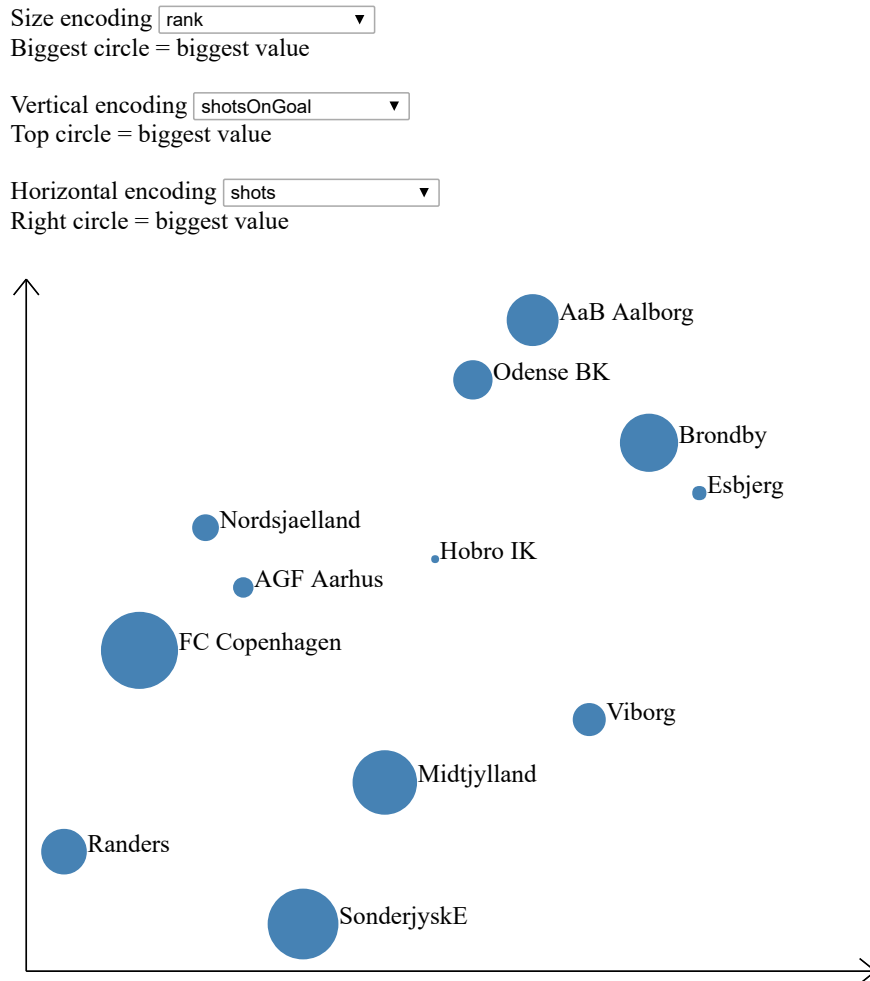 Size encoding rank
Biggest circle = biggest value
Vertical encoding shotsOnGoal
Top circle = biggest value
Horizontal encoding shots
Right circle = biggest value
AaB Aalborg
Odense BK
Brondby
Esbjerg
Nordsjaelland
Hobro IK
AGF Aarhus
FC Copenhagen
Viborg
Midtjylland
Randers
SonderjyskE